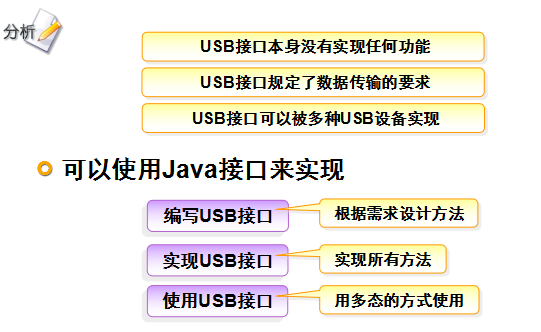 分析
USB接口本身没有实现任何功能
USB接口规定了数据传输的要求
USB接口可以被多种USB设备实现
可以使用Java接口来实现
编写USB接口
根据需求设计方法
实现USB接口
实现所有方法
使用USB接口
用多态的方式使用